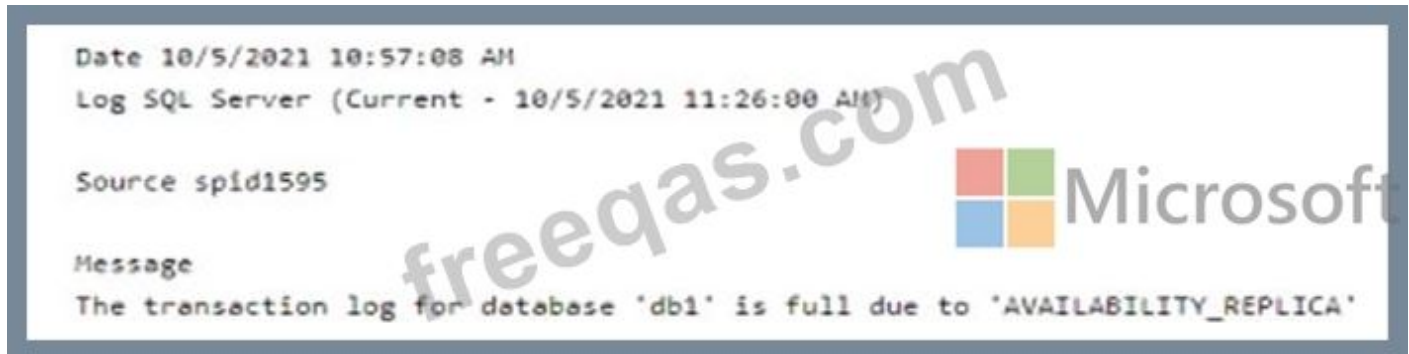 Date 10/5/2021 10:57:08 AM
Log SQL Server (Current - 10/5/2021 11:26:00 AM)
Source spid1595
Message
The transaction log for database 'db1' is full due to 'AVAILABILITY_REPLICA'
freeqas.com
Microsoft